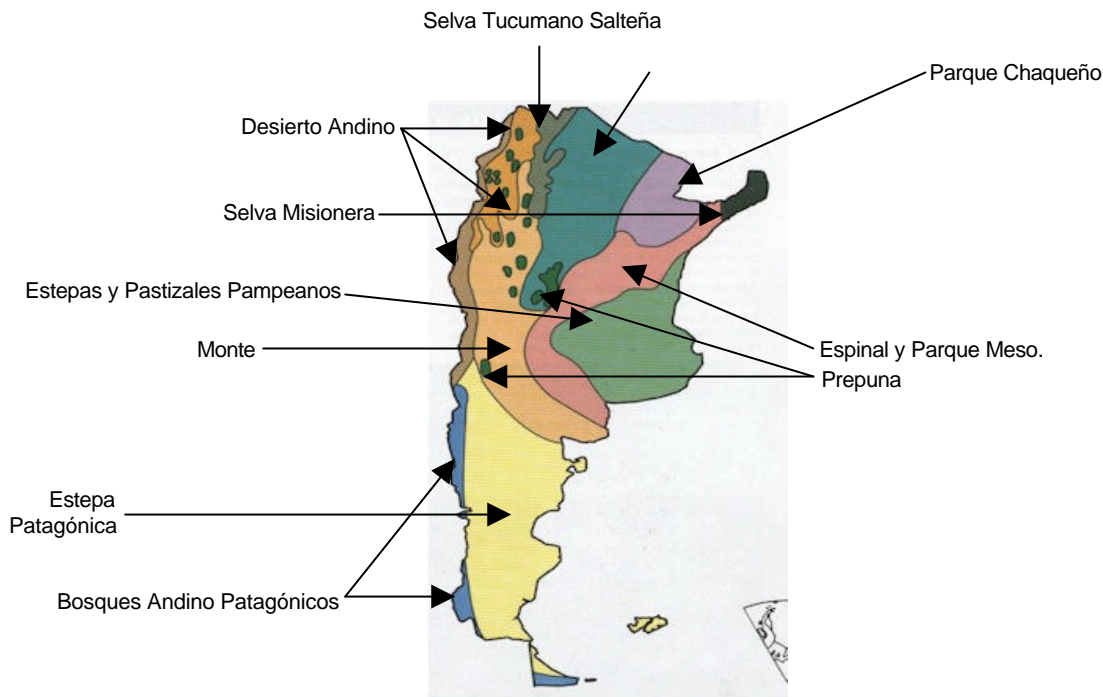 Selva Tucumano Salteña
Parque Chaqueño
Desierto Andino
Selva Misionera
Estepas y Pastizales Pampeanos
Monte
Espinal y Parque Meso.
Prepuna
Estepa
Patagónica
Bosques Andino Patagónicos